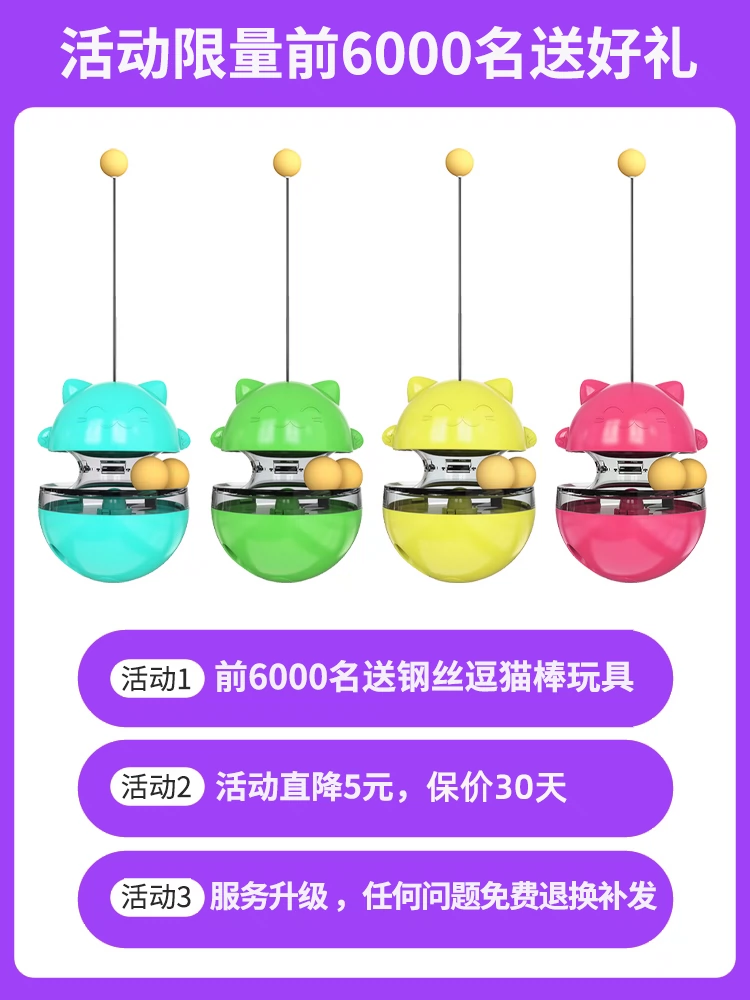 活动限量前6000名送好礼
活动1 前6000名送钢丝逗猫棒玩具
活动2 活动直降5元，保价30天
活动3 服务升级，任何问题免费退换补发